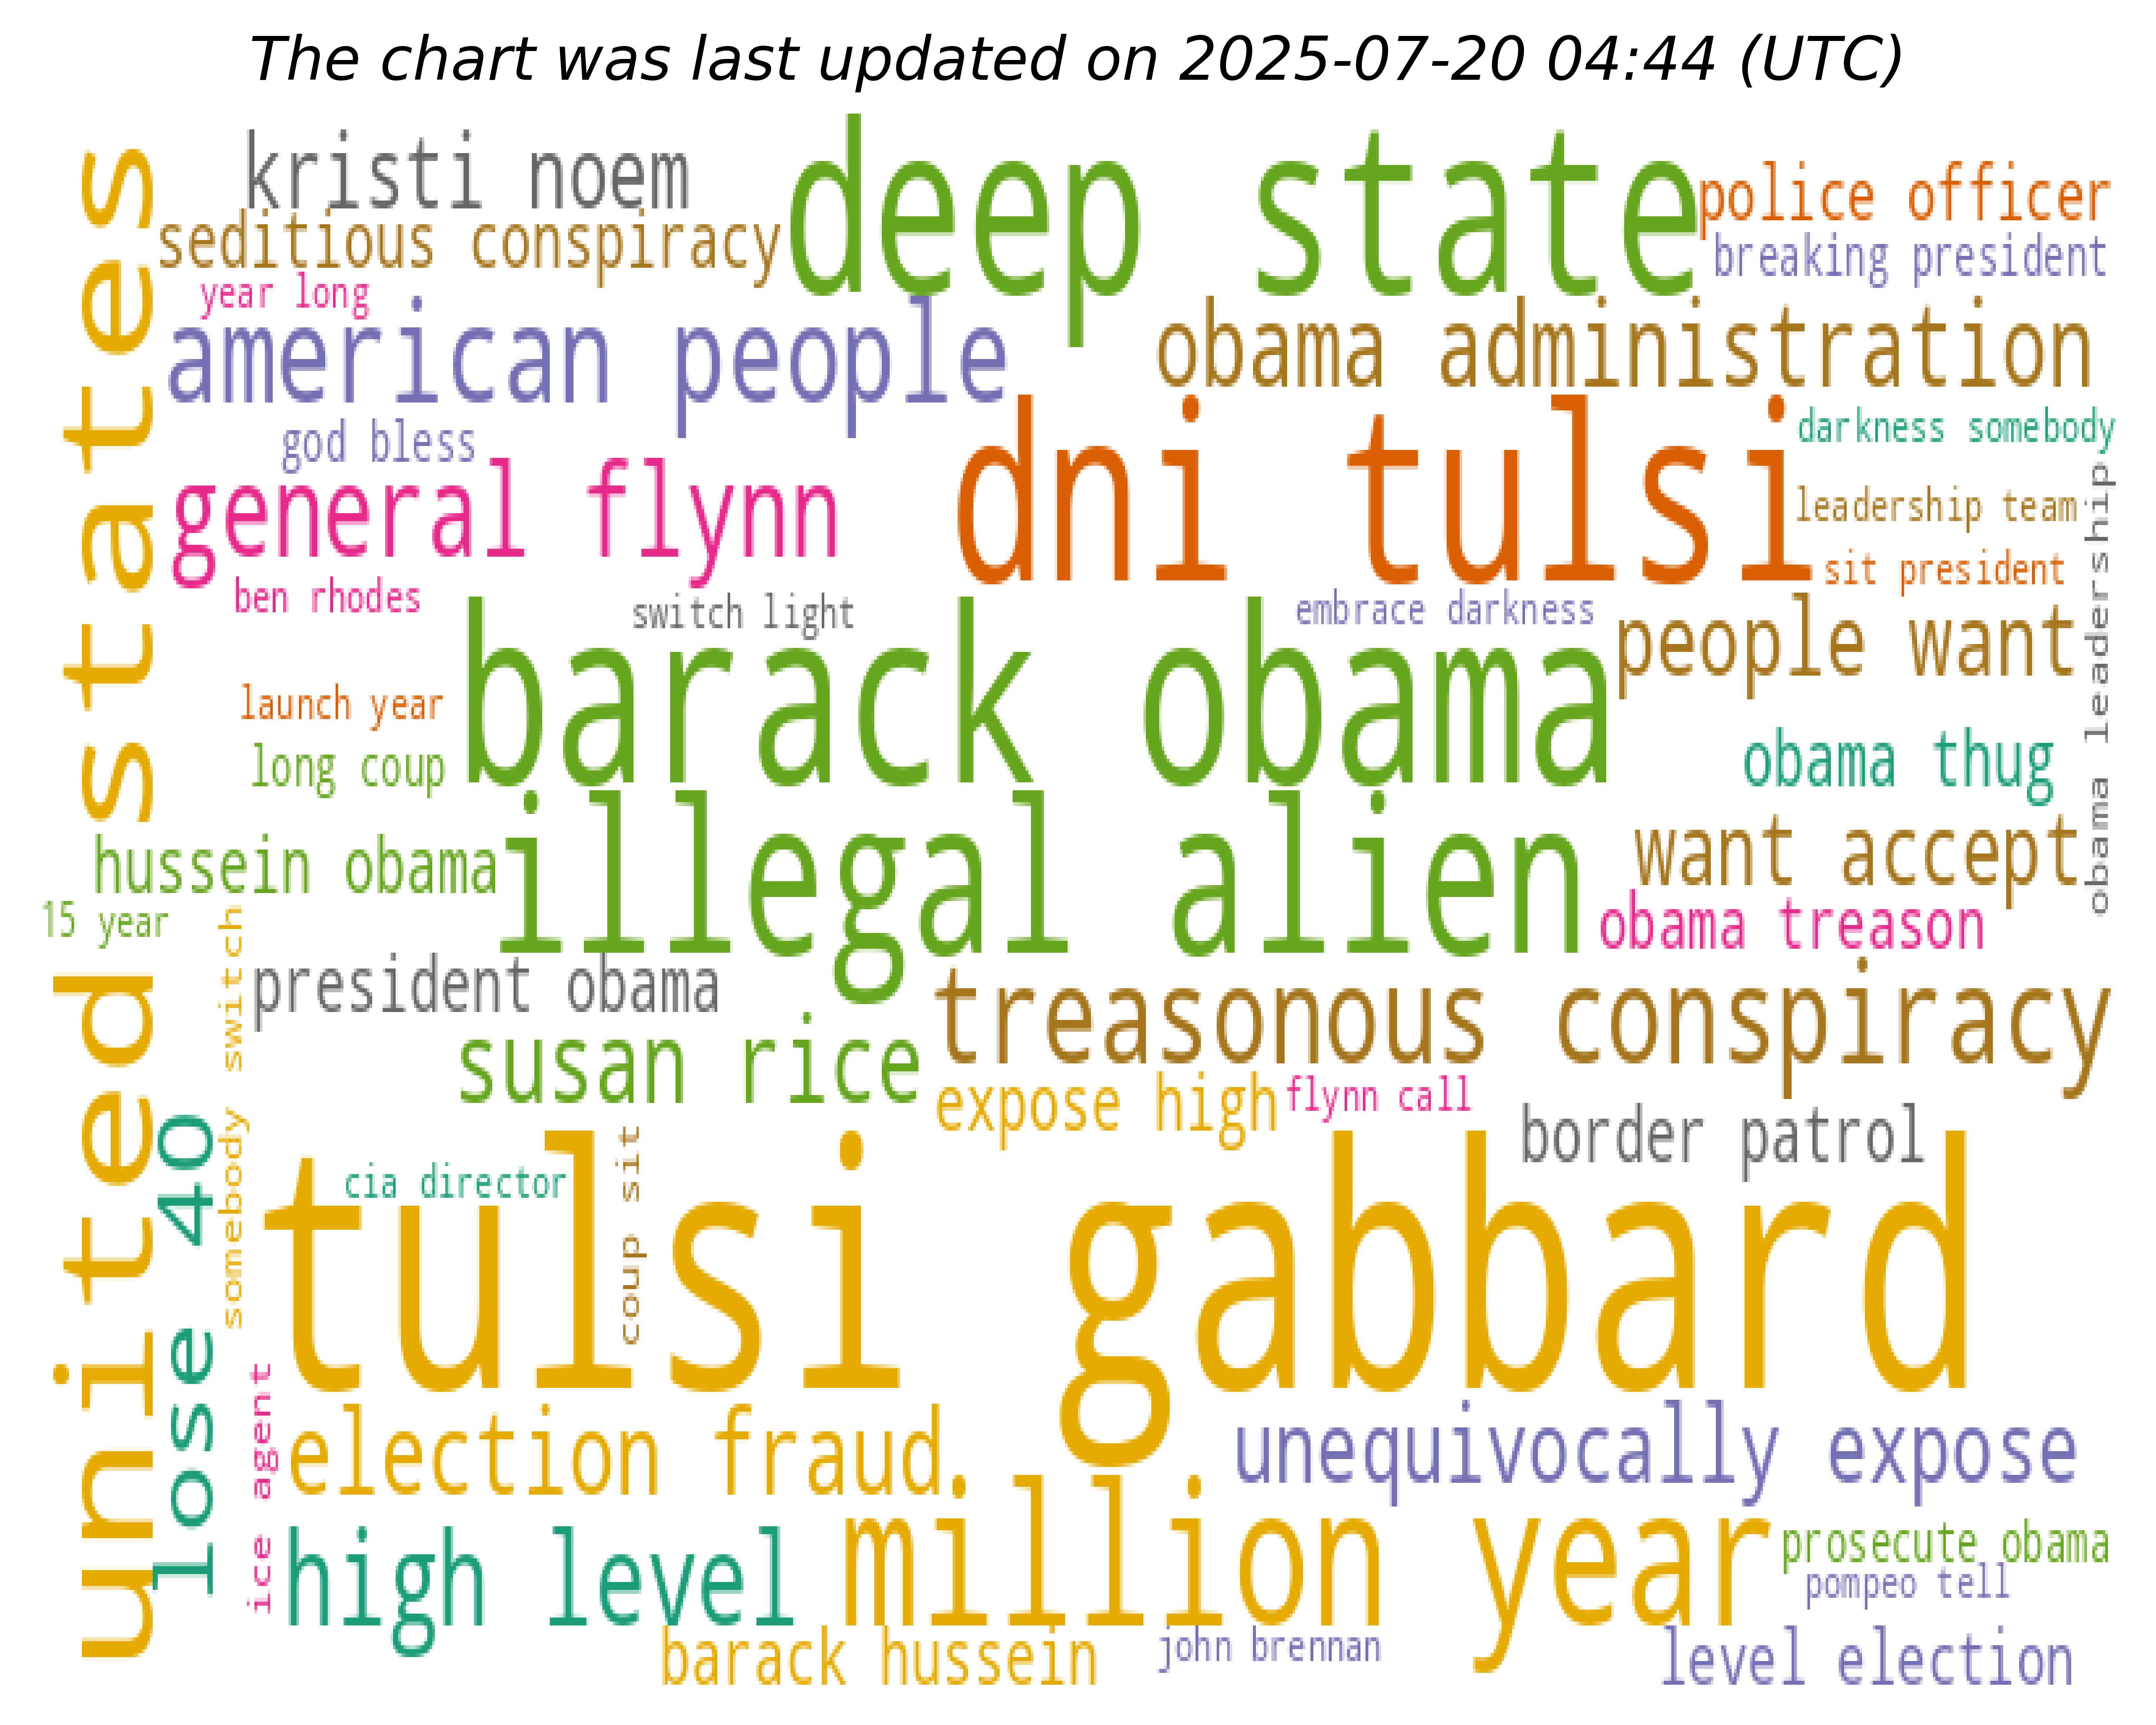 The chart was last updated on 2025-07-20 04:44 (UTC)
united states
kristi noem
deep state
police officer
seditious conspiracy
breaking president
year long
american people
obama administration
god bless
dni tulsi
darkness somebody
general flynn
leadership team
obama leadership
sit president
ben rhodes
switch light
embrace darkness
people want
barack obama
launch year
long coup
obama thug
hussein obama
illegal alien
want accept
15 year
somebody switch
obama treason
president obama
treasonous conspiracy
susan rice
expose high
flynn call
border patrol
lose 40
cia director
coup sit
tulsi gabbard
ice agent
election fraud
unequivocally expose
high level
million year
prosecute obama
pompeo tell
barack hussein
john brennan
level election